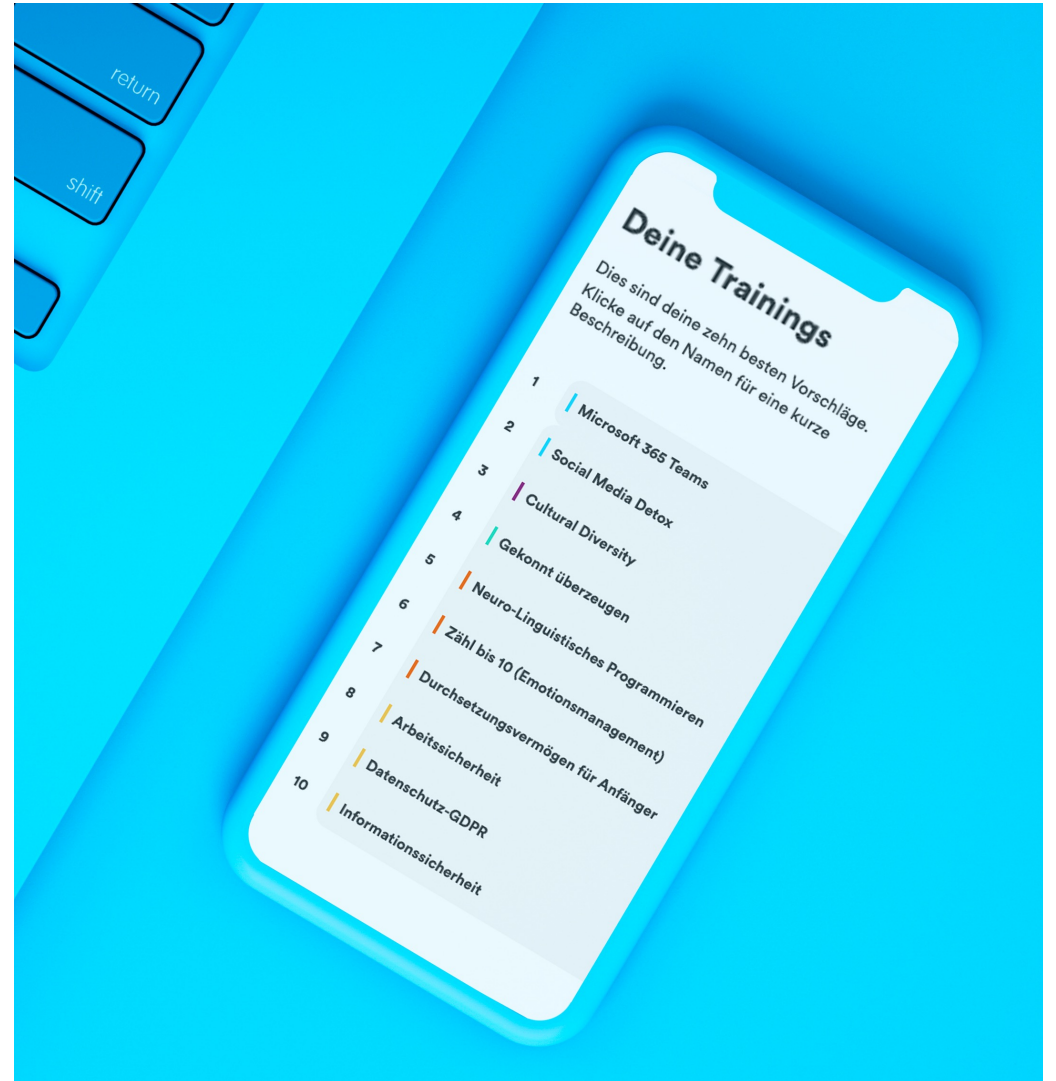 return
shift
Deine Trainings
Dies sind deine zehn besten Vorschläge.
Klicke auf den Namen für eine kurze
Beschreibung.
1 Microsoft 365 Teams
2 Social Media Detox
3 Cultural Diversity
4 Gekonnt überzeugen
5 Neuro-Linguistisches Programmieren
6 Zähl bis 10 (Emotionsmanagement)
7 Durchsetzungsvermögen für Anfänger
8 Arbeitssicherheit
9 Datenschutz-GDPR
10 Informationssicherheit